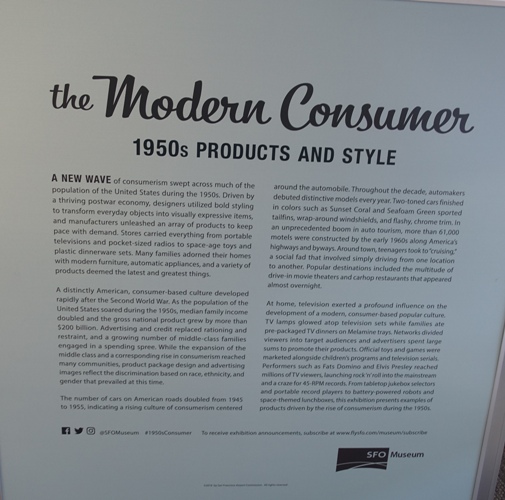 the Modern Consumer
1950s PRODUCTS AND STYLE
A NEW WAVE of consumerism swept across much of the
population of the United States during the 1950s. Driven by
a thriving postwar economy, designers utilized bold styling
to transform everyday objects into visually expressive items,
and manufacturers unleashed an array of products to keep
pace with demand. Stores carried everything from portable
televisions and pocket-sized radios to space-age toys and
plastic dinnerware sets. Many families adorned their homes
with modern furniture, automatic appliances, and a variety of
products deemed the latest and greatest things.
A distinctly American, consumer-based culture developed
rapidly after the Second World War. As the population of the
United States soared during the 1950s, median family income
doubled and the gross national product grew by more than
$200 billion. Advertising and credit replaced rationing and
restraint, and a growing number of middle-class families
engaged in a spending spree. While the expansion of the
middle class and a corresponding rise in consumerism reached
many communities, product package design and advertising
images reflect the discrimination based on race, ethnicity, and
gender that prevailed at this time.
The number of cars on American roads doubled from 1945
to 1955, indicating a rising culture of consumerism centered
around the automobile. Throughout the decade, automakers
debuted distinctive models every year. Two-toned cars finished
in colors such as Sunset Coral and Seafoam Green sported
tailfins, wrap-around windshields, and flashy, chrome trim. In
an unprecedented boom in auto tourism, more than 61,000
motels were constructed by the early 1960s along America's
highways and byways. Around town, teenagers took to "cruising,"
a social fad that involved simply driving from one location
to another. Popular destinations included the multitude of
drive-in movie theaters and carhop restaurants that appeared
almost overnight.
At home, television exerted a profound influence on the
development of a modern, consumer-based popular culture.
TV lamps glowed atop television sets while families ate
pre-packaged TV dinners on Melamine trays. Networks divided
viewers into target audiences and advertisers spent large
sums to promote their products. Official toys and games were
marketed alongside children's programs and television serials.
Performers such as Fats Domino and Elvis Presley reached
millions of TV viewers, launching rock 'n' roll into the mainstream
and a craze for 45-RPM records. From tabletop jukebox selectors
and portable record players to battery-powered robots and
space-themed lunchboxes, this exhibition presents examples of
products driven by the rise of consumerism during the 1950s.
@SFOMuseum #1950sConsumer To receive exhibition announcements, subscribe at www.flysfo.com/museum/subscribe
SFO Museum